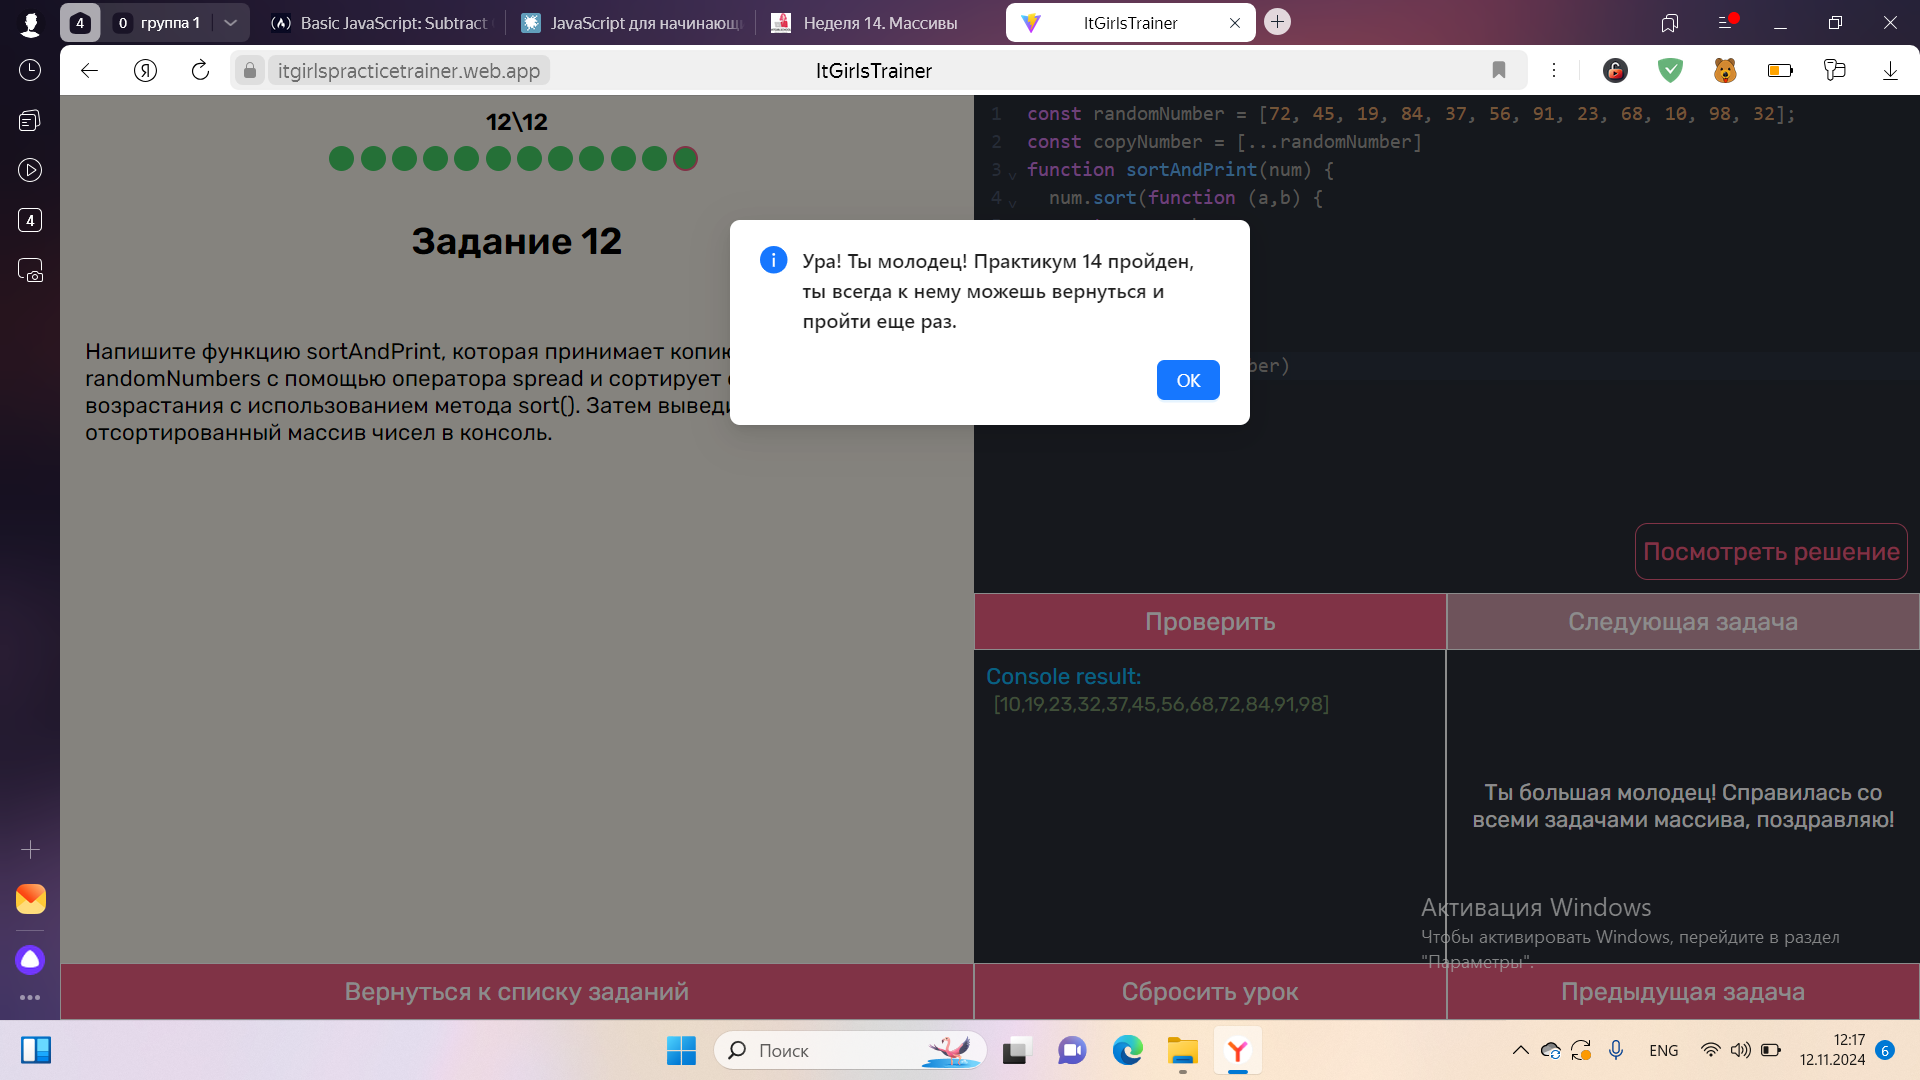 4
0 группа 1
Basic JavaScript: Subtract
JavaScript для начинающи
Неделя 14. Массивы
ItGirlsTrainer
itgirlspracticetrainer.web.app
ItGirlsTrainer
4
12\12
Задание 12
Напишите функцию sortAndPrint, которая принимает копию
randomNumbers с помощью оператора spread и сортирует
возрастания с использованием метода sort(). Затем выведи
отсортированный массив чисел в консоль.
1 const randomNumber = [72, 45, 19, 84, 37, 56, 91, 23, 68, 10, 98, 32];
2 const copyNumber = [...randomNumber]
3 function sortAndPrint(num) {
4 num.sort(function (a,b) {
ber)
Ура! Ты молодец! Практикум 14 пройден,
ты всегда к нему можешь вернуться и
пройти еще раз.
OK
Посмотреть решение
Проверить
Следующая задача
Console result:
[10,19,23,32,37,45,56,68,72,84,91,98]
Ты большая молодец! Справилась со
всеми задачами массива, поздравляю!
Активация Windows
Чтобы активировать Windows, перейдите в раздел
"Параметры".
Вернуться к списку заданий
Сбросить урок
Предыдущая задача
Поиск
ENG
12:17
12.11.2024
6